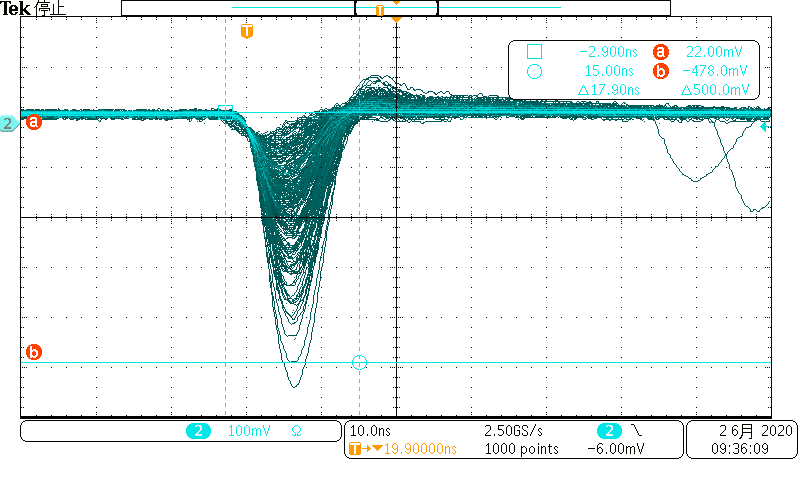 Tek 停止
T
T
−2.900ns a 22.00mV
15.00ns b −478.0mV
△17.90ns △500.0mV
2 a
b
2 100mV Ω
10.0ns 2.50GS/s 2
T→▼19.90000ns 1000 points −6.00mV
2 6月 2020
09:36:09